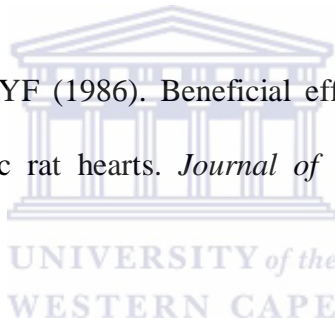 YF (1986). Beneficial eff
c rat hearts. Journal of
UNIVERSITY of the
WESTERN CAPE